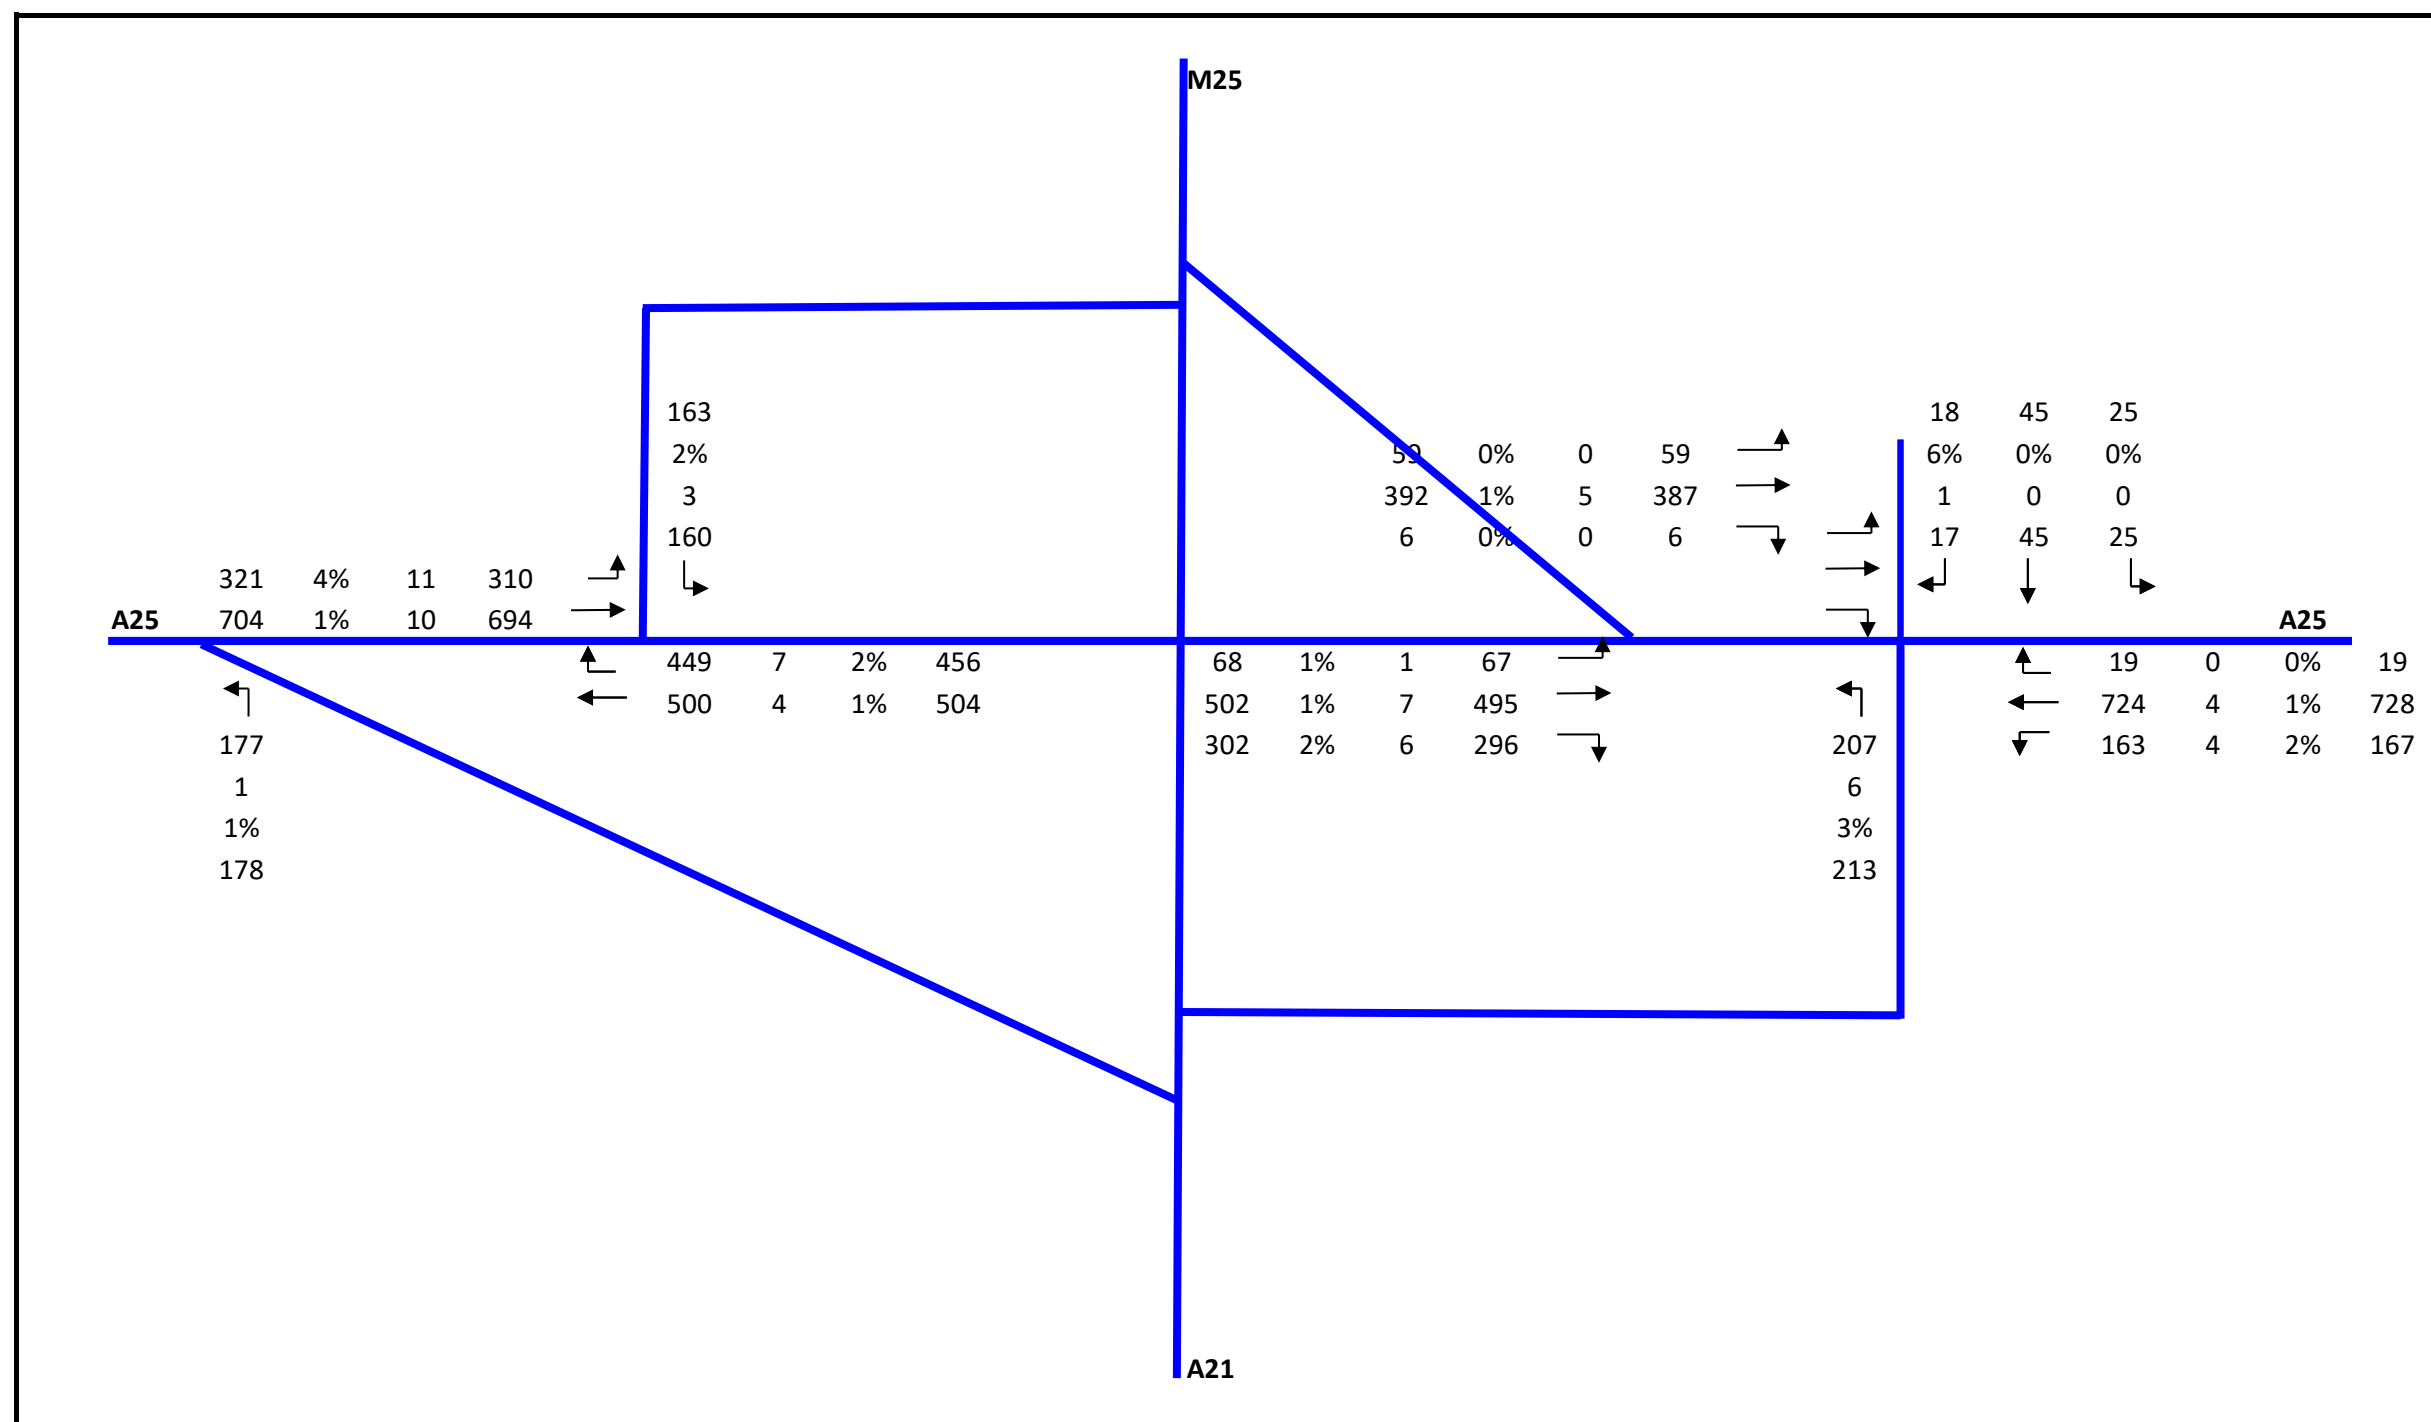 M25
163 18 45 25
2% 59 0% 0 59 6% 0% 0%
3 392 1% 5 387 1 0 0
160 6 0% 0 6 17 45 25
321 4% 11 310
A25 704 1% 10 694 A25
449 7 2% 456 68 1% 1 67 19 0 0% 19
500 4 1% 504 502 1% 7 495 724 4 1% 728
177 302 2% 6 296 207 163 4 2% 167
1 6
1% 3%
178 213
A21